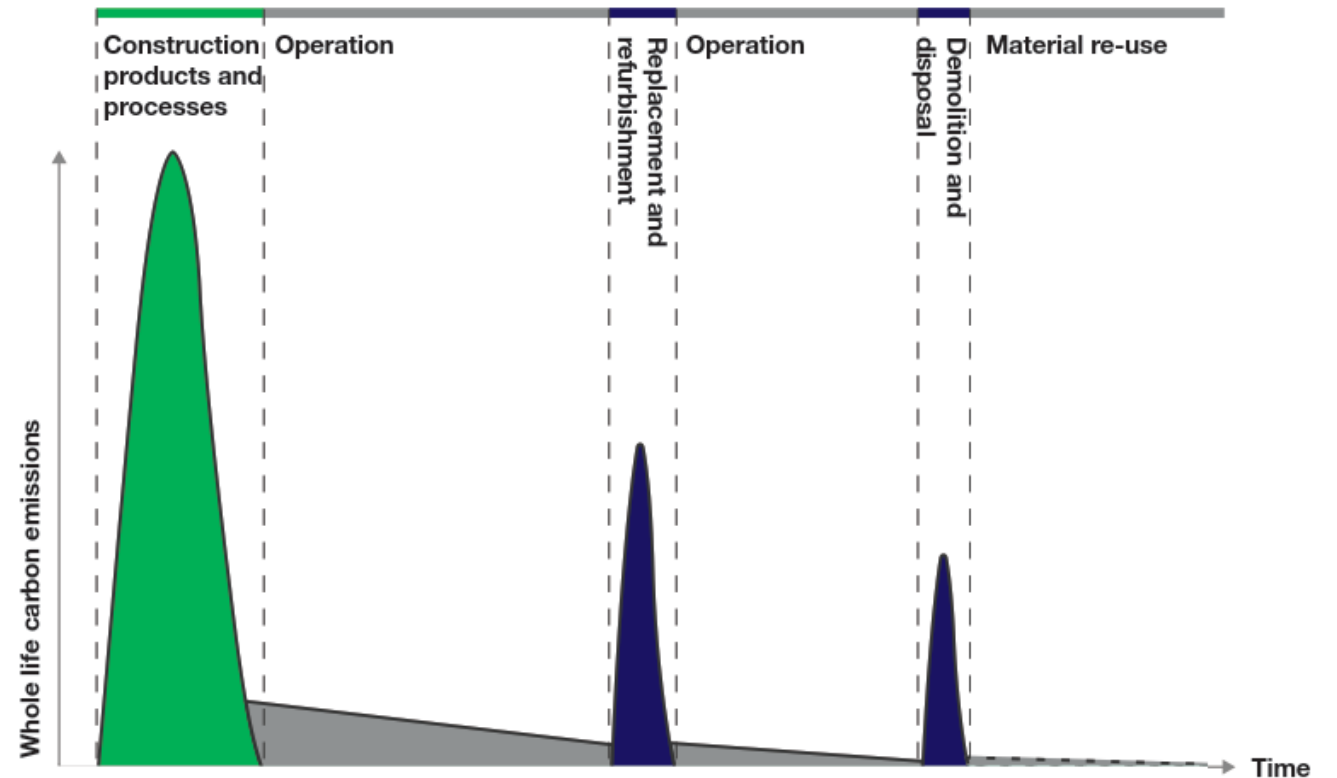 Construction
products and
processes
Operation
Replacement and
refurbishment
Operation
Demolition and
disposal
Material re-use
Whole life carbon emissions
Time